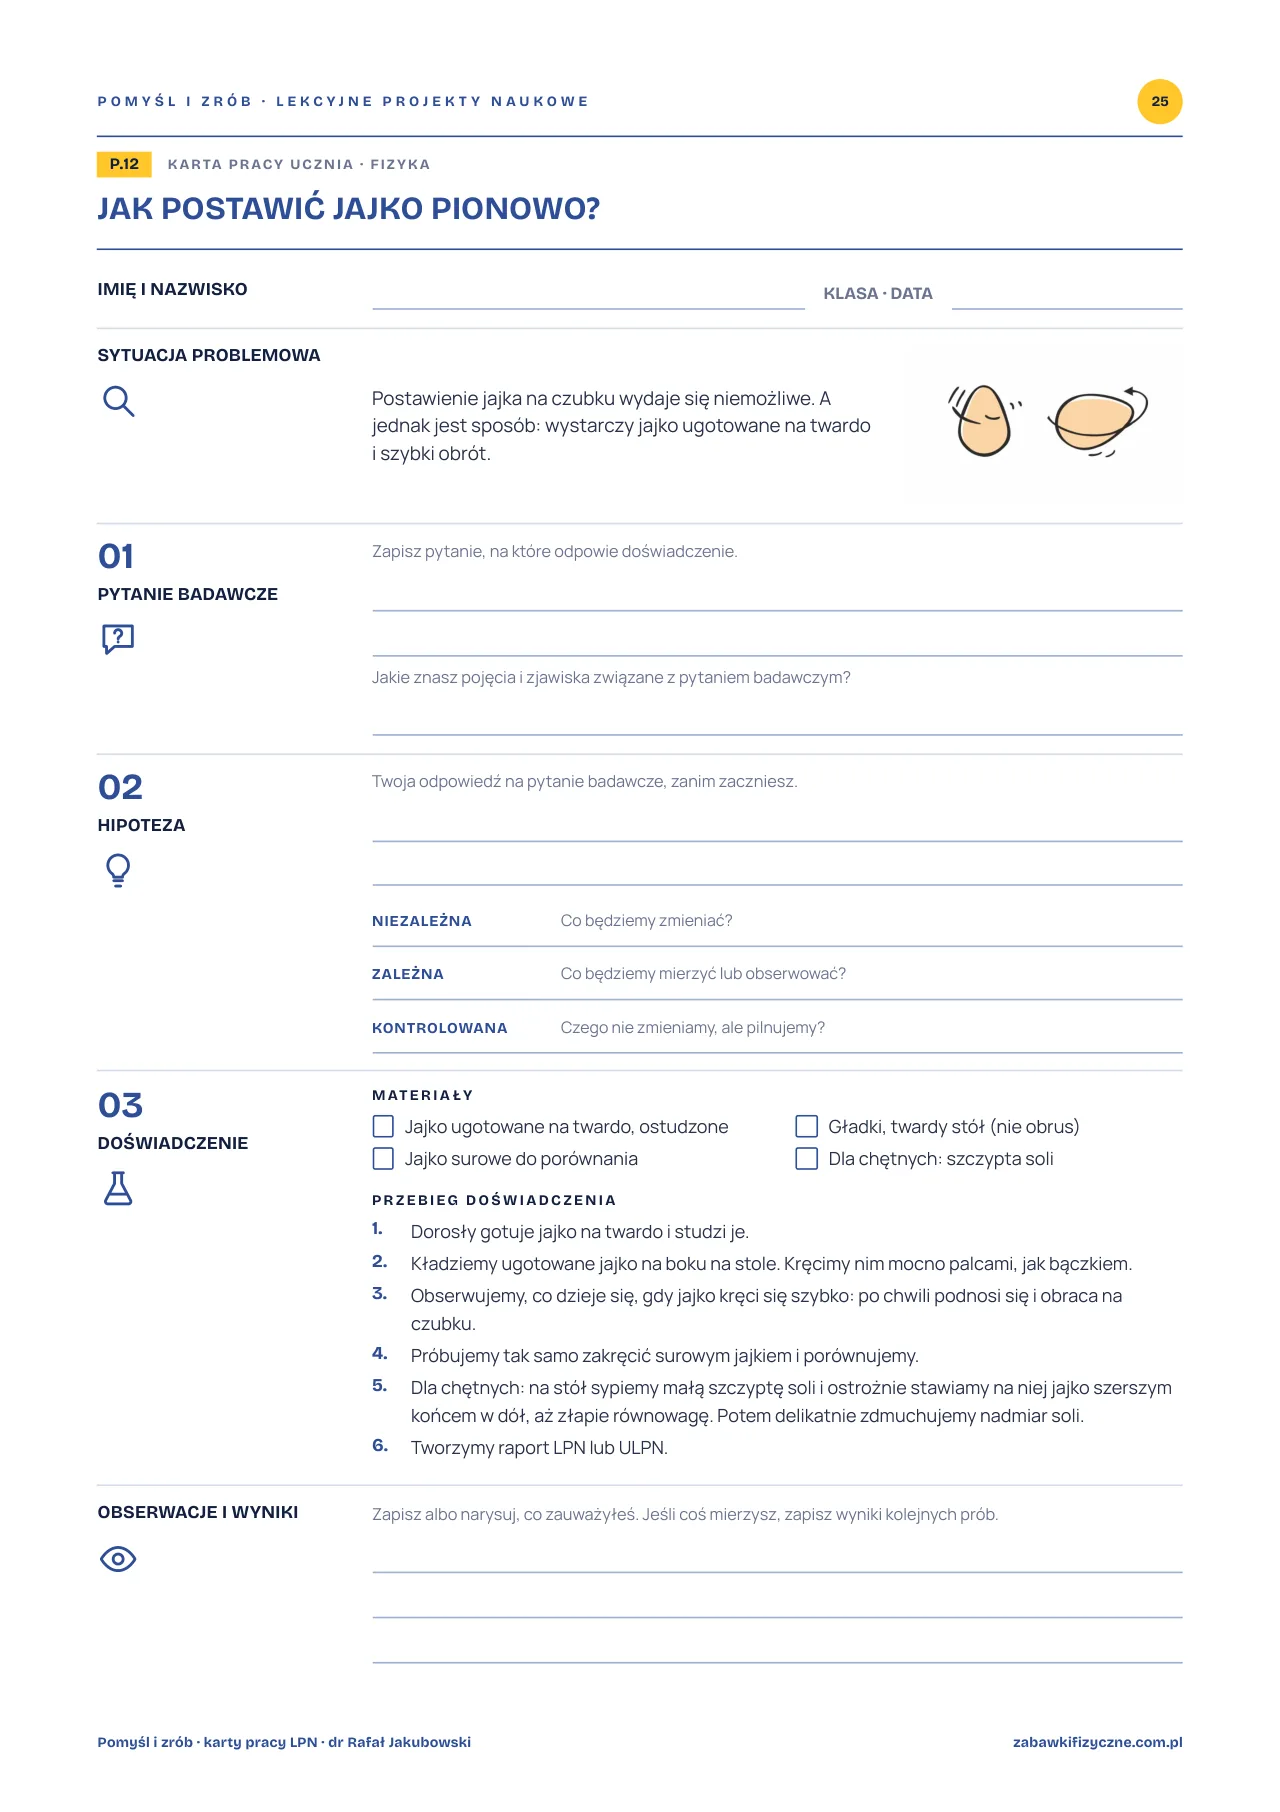 POMYŚL I ZRÓB · LEKCYJNE PROJEKTY NAUKOWE
25
P.12 KARTA PRACY UCZNIA · FIZYKA
JAK POSTAWIĆ JAJKO PIONOWO?
IMIĘ I NAZWISKO
KLASA · DATA
SYTUACJA PROBLEMOWA
Postawienie jajka na czubku wydaje się niemożliwe. A
jednak jest sposób: wystarczy jajko ugotowane na twardo
i szybki obrót.
01
PYTANIE BADAWCZE
Zapisz pytanie, na które odpowie doświadczenie.
?
Jakie znasz pojęcia i zjawiska związane z pytaniem badawczym?
02
HIPOTEZA
Twoja odpowiedź na pytanie badawcze, zanim zaczniesz.
NIEZALEŻNA Co będziemy zmieniać?
ZALEŻNA Co będziemy mierzyć lub obserwować?
KONTROLOWANA Czego nie zmieniamy, ale pilnujemy?
03
DOŚWIADCZENIE
MATERIAŁY
Jajko ugotowane na twardo, ostudzone
Gładki, twardy stół (nie obrus)
Jajko surowe do porównania
Dla chętnych: szczypta soli
PRZEBIEG DOŚWIADCZENIA
1. Dorosły gotuje jajko na twardo i studzi je.
2. Kładziemy ugotowane jajko na boku na stole. Kręcimy nim mocno palcami, jak bączkiem.
3. Obserwujemy, co dzieje się, gdy jajko kręci się szybko: po chwili podnosi się i obraca na
czubku.
4. Próbujemy tak samo zakręcić surowym jajkiem i porównujemy.
5. Dla chętnych: na stół sypiemy małą szczyptę soli i ostrożnie stawiamy na niej jajko szerszym
końcem w dół, aż złapie równowagę. Potem delikatnie zdmuchujemy nadmiar soli.
6. Tworzymy raport LPN lub ULPN.
OBSERWACJE I WYNIKI
Zapisz albo narysuj, co zauważyłeś. Jeśli coś mierzysz, zapisz wyniki kolejnych prób.
Pomyśl i zrób · karty pracy LPN · dr Rafał Jakubowski
zabawkifizyczne.com.pl